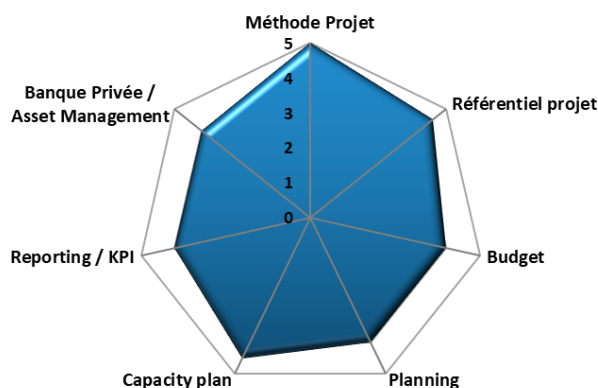 Méthode Projet
5
4
3
2
1
0
Référentiel projet
Budget
Planning
Capacity plan
Reporting / KPI
Banque Privée /
Asset Management